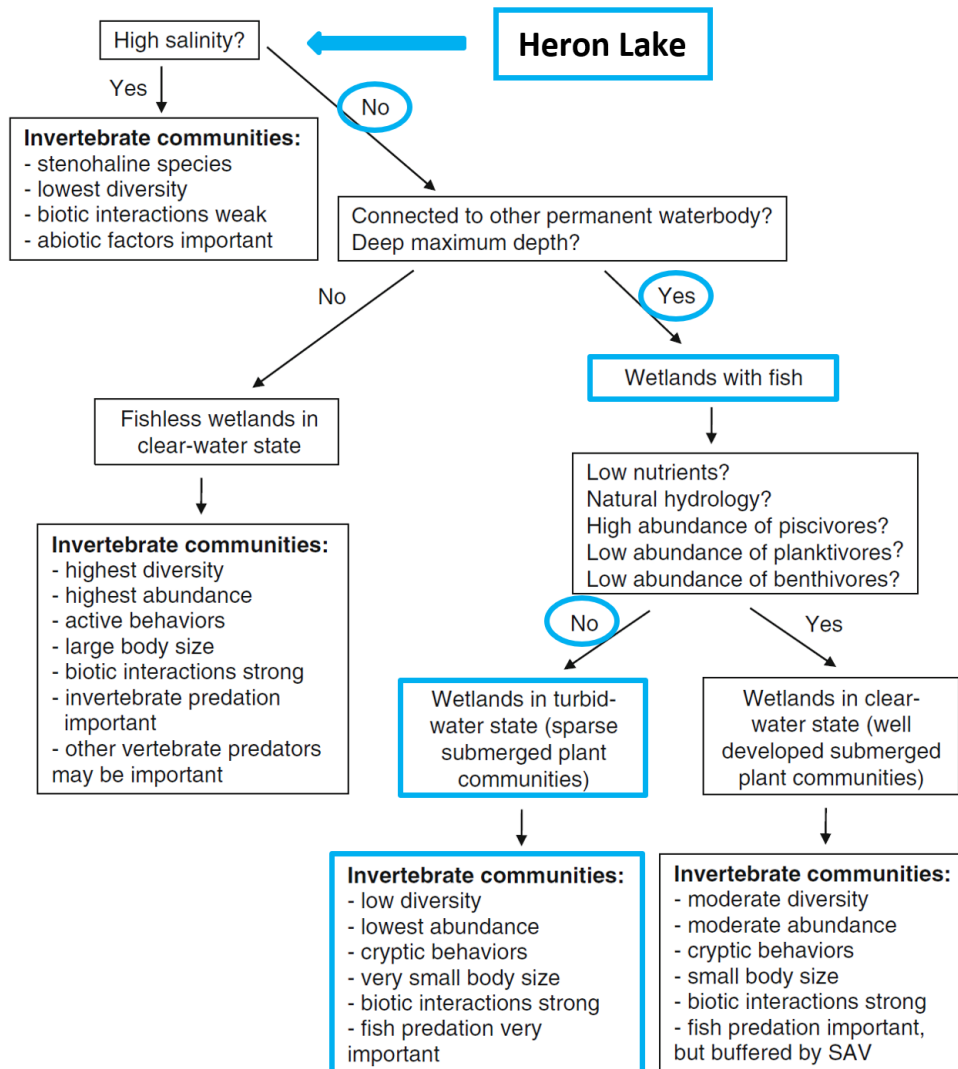 Heron Lake
High salinity?
Yes
No
Invertebrate communities:
- stenohaline species
- lowest diversity
- biotic interactions weak
- abiotic factors important
Connected to other permanent waterbody?
Deep maximum depth?
No
Yes
Fishless wetlands in
clear-water state
Wetlands with fish
Invertebrate communities:
- highest diversity
- highest abundance
- active behaviors
- large body size
- biotic interactions strong
- invertebrate predation
important
- other vertebrate predators
may be important
Low nutrients?
Natural hydrology?
High abundance of piscivores?
Low abundance of planktivores?
Low abundance of benthivores?
No
Yes
Wetlands in turbid-
water state (sparse
submerged plant
communities)
Wetlands in clear-
water state (well
developed submerged
plant communities)
Invertebrate communities:
- low diversity
- lowest abundance
- cryptic behaviors
- very small body size
- biotic interactions strong
- fish predation very
important
Invertebrate communities:
- moderate diversity
- moderate abundance
- cryptic behaviors
- small body size
- biotic interactions strong
- fish predation important,
but buffered by SAV